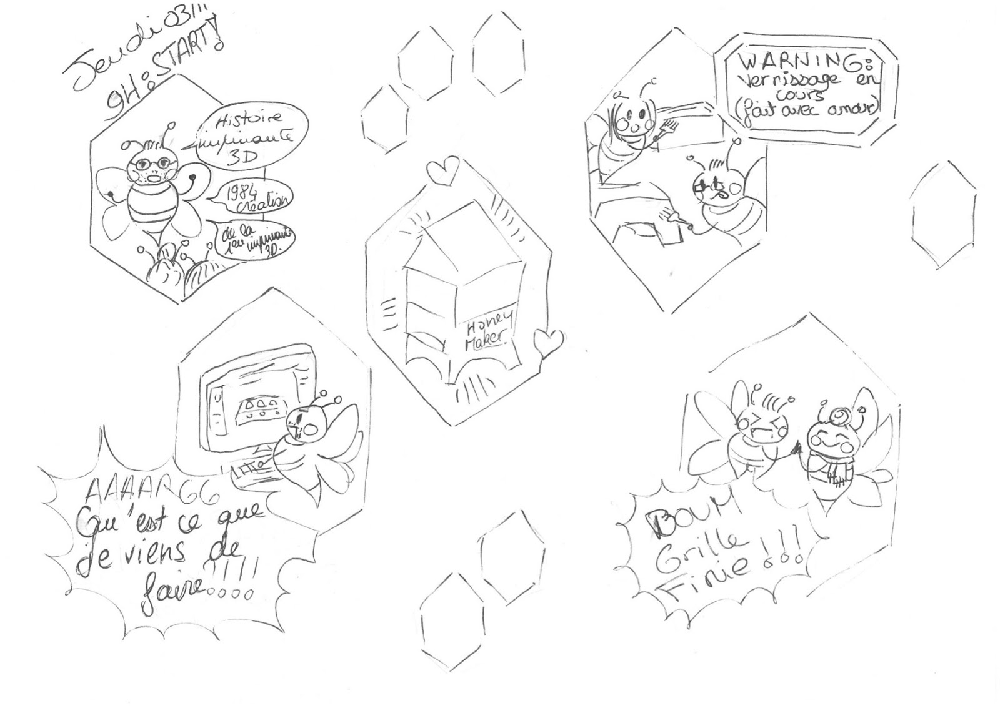 Jeudi 03/11
9H : START!
Histoire
imprimante
3D
1984
création
de la
1ère imprimante
3D.
WARNING:
Vernissage en
cours
(fait avec amour)
Honey
Maker
AAAARGG
Qu'est ce que
je viens de
faire?!!!
BOUM
Grille
Finie!!!